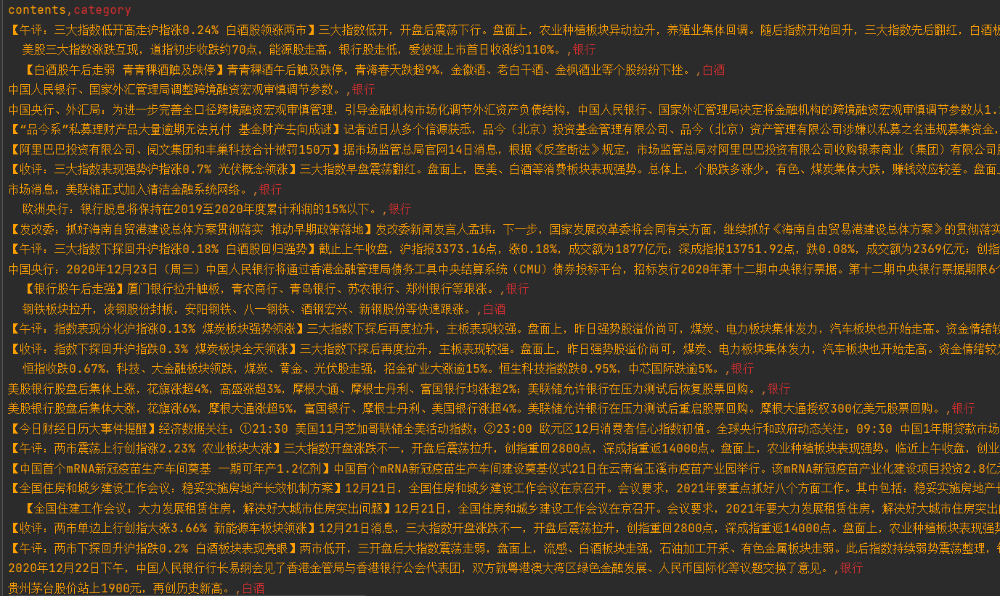 contents,category
【午评：三大指数低开高走沪指涨0.24% 白酒股领涨两市】三大指数低开，开盘后震荡下行。盘面上，农业种植板块异动拉升，养殖业集体回调。随后指数开始回升，三大指数先后翻红，白酒板
美股三大指数涨跌互现，道指初步收跌约70点，能源股走高，银行股走低，爱彼迎上市首日收涨约110%。,银行
【白酒股午后走弱 青青稞酒触及跌停】青青稞酒午后触及跌停，青海春天跌超9%，金徽酒、老白干酒、金枫酒业等个股纷纷下挫。,白酒
中国人民银行、国家外汇管理局调整跨境融资宏观审慎调节参数。,银行
中国央行、外汇局：为进一步完善全口径跨境融资宏观审慎管理，引导金融机构市场化调节外汇资产负债结构，中国人民银行、国家外汇管理局决定将金融机构的跨境融资宏观审慎调节参数从1.
【“品今系”私募理财产品大量逾期无法兑付 基金财产去向成谜】记者近日从多个信源获悉，品今（北京）投资基金管理有限公司、品今（北京）资产管理有限公司涉嫌以私募之名违规募集资金，
【阿里巴巴投资有限公司、阅文集团和丰巢科技合计被罚150万】据市场监管总局官网14日消息，根据《反垄断法》规定，市场监管总局对阿里巴巴投资有限公司收购银泰商业（集团）有限公司股
【收评：三大指数表现强势沪指涨0.7% 光伏概念领涨】三大指数早盘震荡翻红。盘面上，医美、白酒等消费板块表现强势。总体上，个股跌多涨少，有色、煤炭集体大跌，赚钱效应较差。盘面上
市场消息：美联储正式加入清洁金融系统网络。,银行
欧洲央行：银行股息将保持在2019至2020年度累计利润的15%以下。,银行
【发改委：抓好海南自贸港建设总体方案贯彻落实 推动早期政策落地】发改委新闻发言人孟玮：下一步，国家发展改革委将会同有关方面，继续抓好《海南自由贸易港建设总体方案》的贯彻落实
【午评：三大指数下探回升沪指涨0.18% 白酒股回归强势】截止上午收盘，沪指报3373.16点，涨0.18%，成交额为1877亿元；深成指报13751.92点，跌0.08%，成交额为2369亿元；创指
中国央行：2020年12月23日（周三）中国人民银行将通过香港金融管理局债务工具中央结算系统（CMU）债券投标平台，招标发行2020年第十二期中央银行票据。第十二期中央银行票据期限6个
【银行股午后走强】厦门银行拉升触板，青农商行、青岛银行、苏农银行、郑州银行等跟涨。,银行
钢铁板块拉升，凌钢股份封板，安阳钢铁、八一钢铁、酒钢宏兴、新钢股份等快速跟涨。,白酒
【午评：指数表现分化沪指涨0.13% 煤炭板块强势领涨】三大指数下探后再度拉升，主板表现较强。盘面上，昨日强势股溢价尚可，煤炭、电力板块集体发力，汽车板块也开始走高。资金情绪较
【收评：指数下探回升沪指跌0.3% 煤炭板块全天领涨】三大指数下探后再度拉升，主板表现较强。盘面上，昨日强势股溢价尚可，煤炭、电力板块集体发力，汽车板块也开始走高。资金情绪较为
恒指收跌0.67%，科技、大金融板块领跌，煤炭、黄金、光伏股走强，招金矿业大涨逾15%。恒生科技指数跌0.95%，中芯国际跌逾5%。,银行
美股银行股盘后集体上涨，花旗涨超4%，高盛涨超3%，摩根大通、摩根士丹利、富国银行均涨超2%；美联储允许银行在压力测试后恢复股票回购。,银行
美股银行股盘后集体大涨，花旗涨6%，摩根大通涨超5%，富国银行、摩根士丹利、美国银行涨超4%。美联储允许银行在压力测试后重启股票回购。摩根大通授权300亿美元股票回购。,银行
【今日财经日历大事件提醒】经济数据关注：①21:30 美国11月芝加哥联储全美活动指数；②23:00 欧元区12月消费者信心指数初值。全球央行和政府动态关注：09:30 中国1年期贷款市场
【午评：两市震荡上行创指涨2.23% 农业板块大涨】三大指数开盘涨跌不一，开盘后震荡拉升，创指重回2800点，深成指重返14000点。盘面上，农业种植板块表现强势。临近上午收盘，创业
【中国首个mRNA新冠疫苗生产车间奠基 一期可年产1.2亿剂】中国首个mRNA新冠疫苗生产车间建设奠基仪式21日在云南省玉溪市疫苗产业园举行。该mRNA新冠疫苗产业化建设项目投资2.8亿元
【全国住房和城乡建设工作会议：稳妥实施房地产长效机制方案】12月21日，全国住房和城乡建设工作会议在京召开。会议要求，2021年要重点抓好八个方面工作。其中包括：稳妥实施房地产长
【全国住建工作会议：大力发展租赁住房，解决好大城市住房突出问题】12月21日，全国住房和城乡建设工作会议在京召开。会议要求，2021年要大力发展租赁住房，解决好大城市住房突出问
【收评：两市单边上行创指大涨3.66% 新能源车板块领涨】12月21日消息，三大指数开盘涨跌不一，开盘后震荡拉升，创指重回2800点，深成指重返14000点。盘面上，农业种植板块表现强势
【午评：两市下探回升沪指跌0.2% 白酒板块表现亮眼】两市低开，三开盘后大指数震荡走弱，盘面上，流感、白酒板块走强，石油加工开采、有色金属板块走弱。此后指数持续弱势震荡整理，
2020年12月22日下午，中国人民银行行长易纲会见了香港金管局与香港银行公会代表团，双方就粤港澳大湾区绿色金融发展、人民币国际化等议题交换了意见。,银行
贵州茅台股价站上1900元，再创历史新高。,白酒